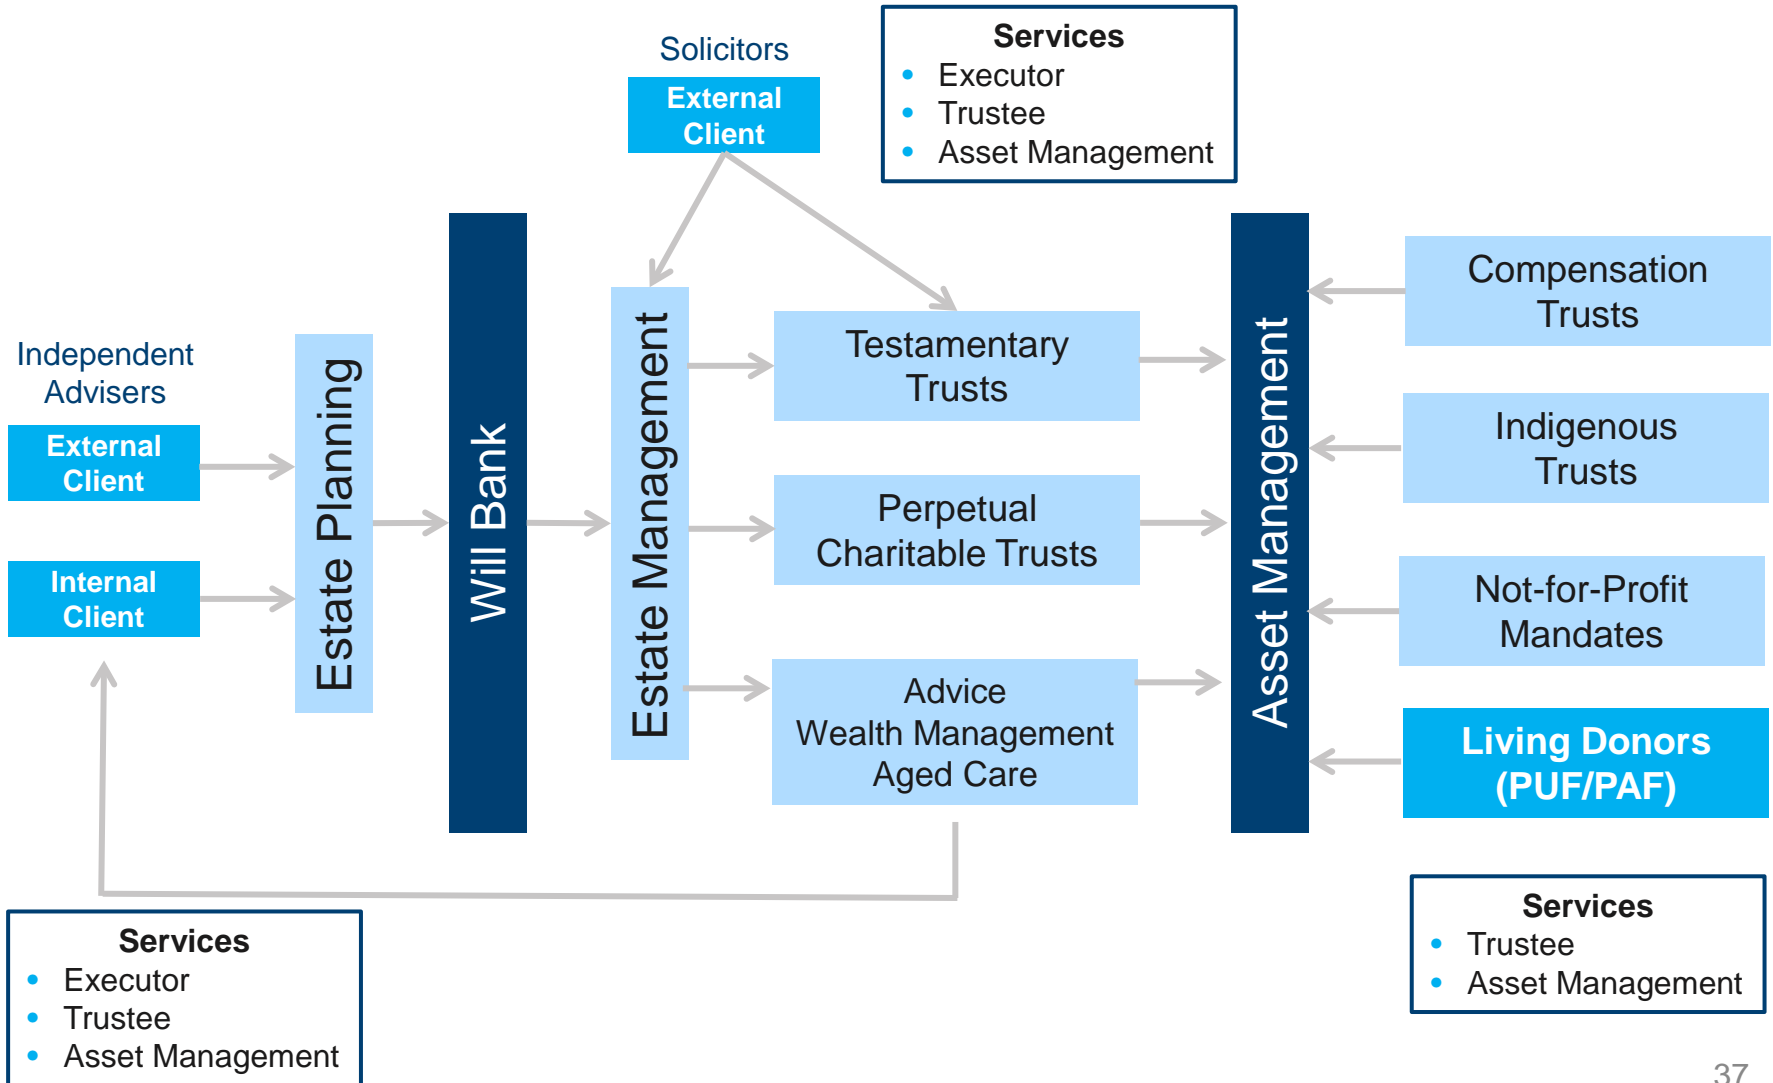 Solicitors
External
Client
Services
• Executor
• Trustee
• Asset Management
Independent
Advisers
External
Client
Internal
Client
Estate Planning
Will Bank
Estate Management
Testamentary
Trusts
Perpetual
Charitable Trusts
Advice
Wealth Management
Aged Care
Asset Management
Compensation
Trusts
Indigenous
Trusts
Not-for-Profit
Mandates
Living Donors
(PUF/PAF)
Services
• Executor
• Trustee
• Asset Management
Services
• Trustee
• Asset Management
37